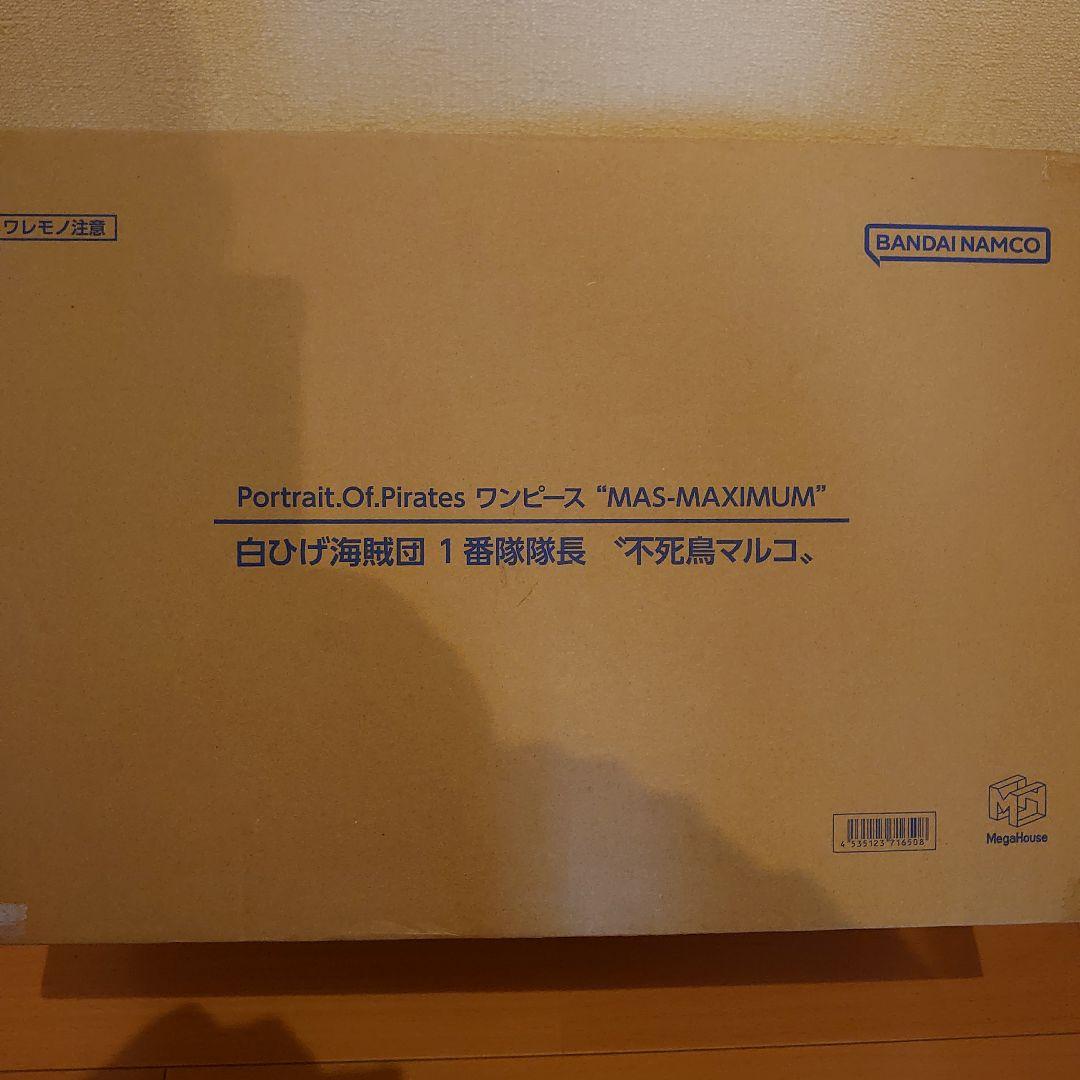 ワレモノ注意
BANDAI NAMCO
Portrait.Of.Pirates ワンピース “MAS-MAXIMUM”
白ひげ海賊団 1番隊隊長 〝不死鳥マルコ〟
4 535123 716508
MegaHouse